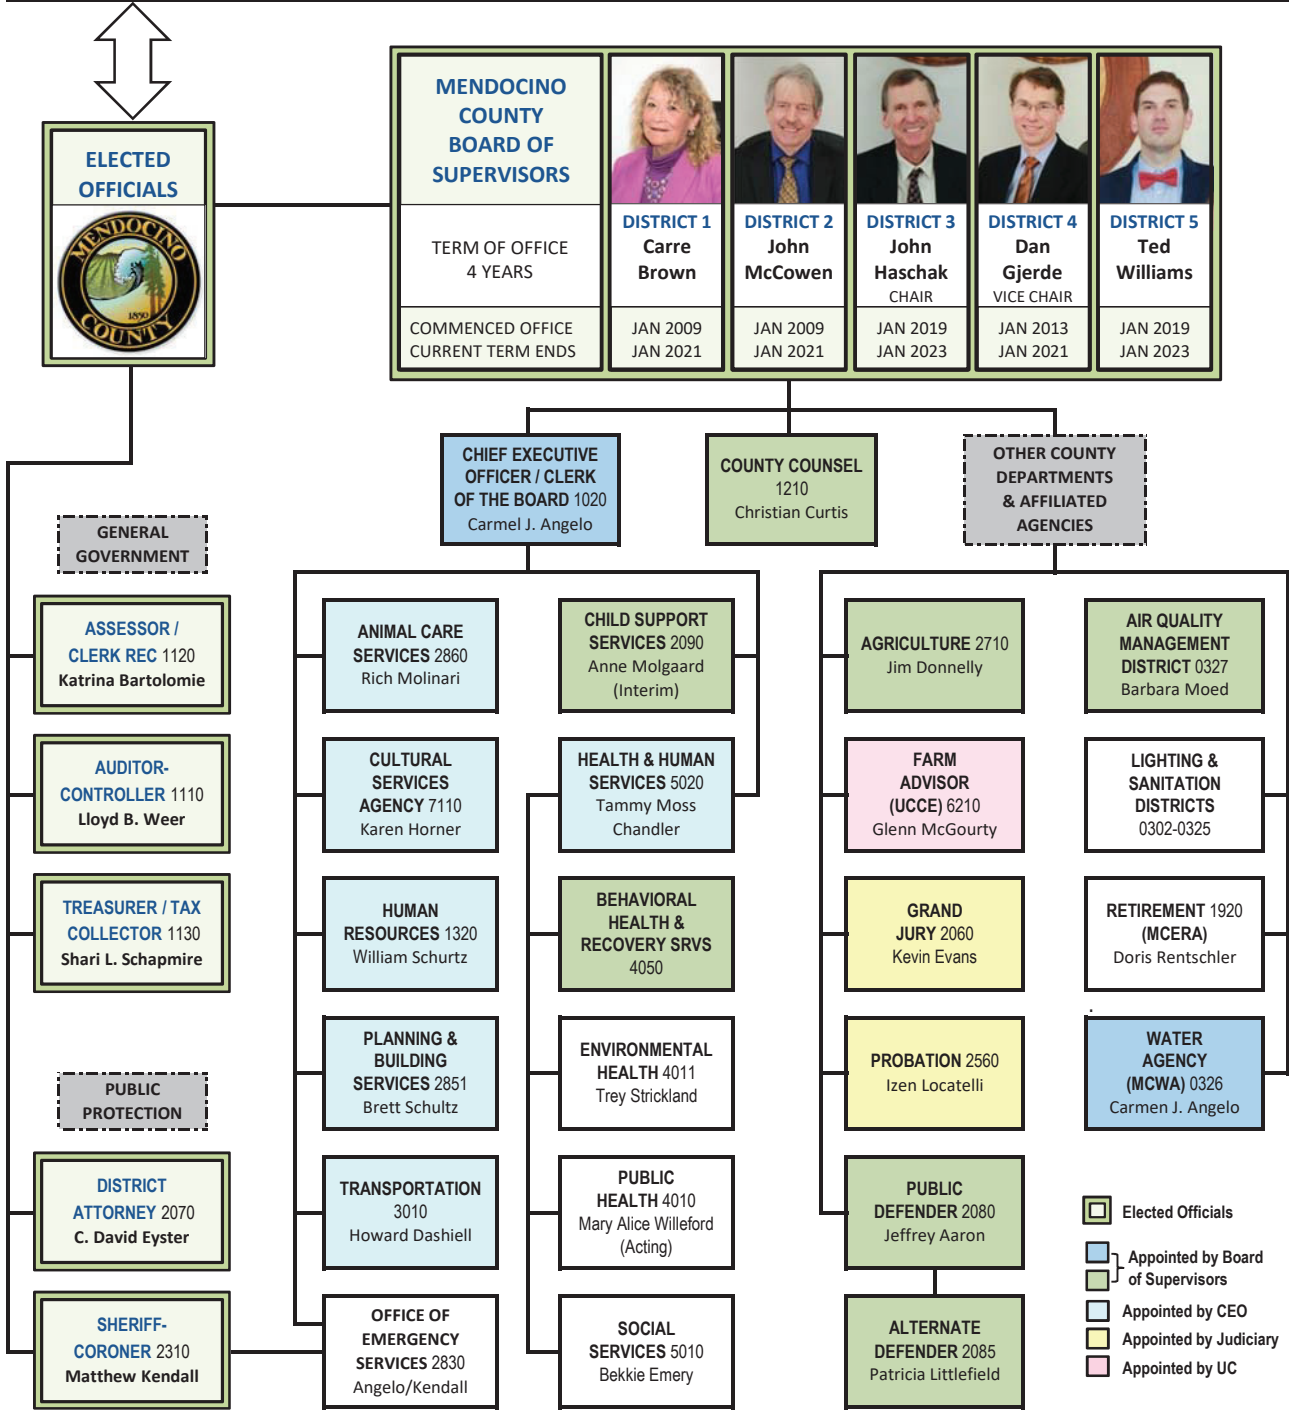 ELECTED
OFFICIALS
MENDOCINO
1850
COUNTY
MENDOCINO
COUNTY
BOARD OF
SUPERVISORS
TERM OF OFFICE
4 YEARS
COMMENCED OFFICE
CURRENT TERM ENDS
DISTRICT 1
Carre
Brown
JAN 2009
JAN 2021
DISTRICT 2
John
McCowen
JAN 2009
JAN 2021
DISTRICT 3
John
Haschak
CHAIR
JAN 2019
JAN 2023
DISTRICT 4
Dan
Gjerde
VICE CHAIR
JAN 2013
JAN 2021
DISTRICT 5
Ted
Williams
JAN 2019
JAN 2023
CHIEF EXECUTIVE
OFFICER / CLERK
OF THE BOARD 1020
Carmel J. Angelo
COUNTY COUNSEL
1210
Christian Curtis
OTHER COUNTY
DEPARTMENTS
& AFFILIATED
AGENCIES
GENERAL
GOVERNMENT
ASSESSOR /
CLERK REC 1120
Katrina Bartolomie
AUDITOR-
CONTROLLER 1110
Lloyd B. Weer
TREASURER / TAX
COLLECTOR 1130
Shari L. Schapmire
PUBLIC
PROTECTION
DISTRICT
ATTORNEY 2070
C. David Eyster
SHERIFF-
CORONER 2310
Matthew Kendall
ANIMAL CARE
SERVICES 2860
Rich Molinari
CULTURAL
SERVICES
AGENCY 7110
Karen Horner
HUMAN
RESOURCES 1320
William Schurtz
PLANNING &
BUILDING
SERVICES 2851
Brett Schultz
TRANSPORTATION
3010
Howard Dashiell
OFFICE OF
EMERGENCY
SERVICES 2830
Angelo/Kendall
CHILD SUPPORT
SERVICES 2090
Anne Molgaard
(Interim)
HEALTH & HUMAN
SERVICES 5020
Tammy Moss
Chandler
BEHAVIORAL
HEALTH &
RECOVERY SRVS
4050
ENVIRONMENTAL
HEALTH 4011
Trey Strickland
PUBLIC
HEALTH 4010
Mary Alice Willeford
(Acting)
SOCIAL
SERVICES 5010
Bekkie Emery
AGRICULTURE 2710
Jim Donnelly
FARM
ADVISOR
(UCCE) 6210
Glenn McGourty
GRAND
JURY 2060
Kevin Evans
PROBATION 2560
Izen Locatelli
PUBLIC
DEFENDER 2080
Jeffrey Aaron
ALTERNATE
DEFENDER 2085
Patricia Littlefield
AIR QUALITY
MANAGEMENT
DISTRICT 0327
Barbara Moed
LIGHTING &
SANITATION
DISTRICTS
0302-0325
RETIREMENT 1920
(MCERA)
Doris Rentschler
WATER
AGENCY
(MCWA) 0326
Carmen J. Angelo
Elected Officials
Appointed by Board
of Supervisors
Appointed by CEO
Appointed by Judiciary
Appointed by UC